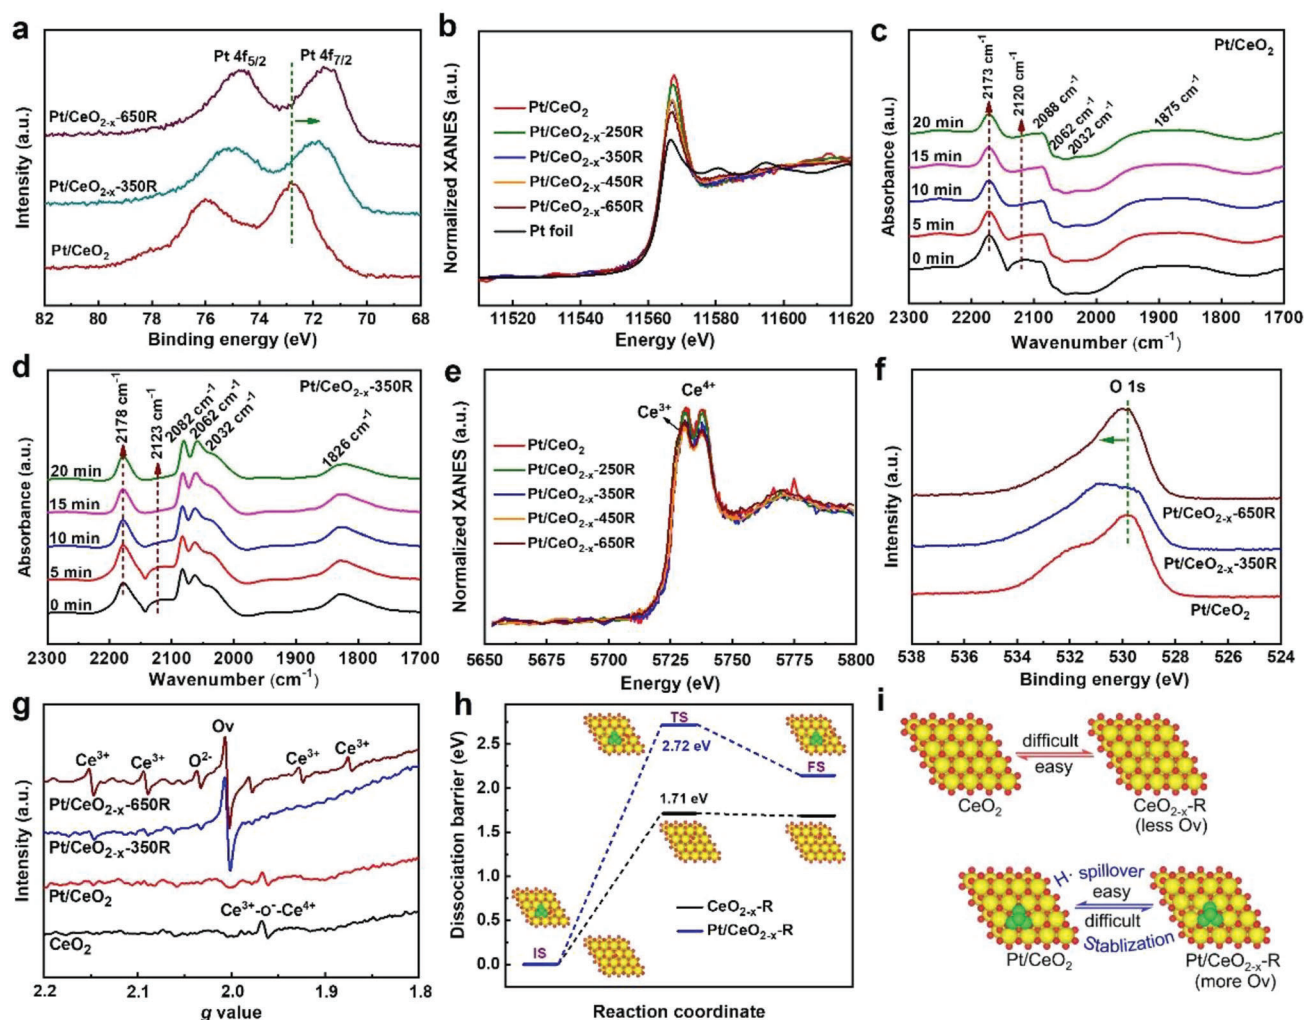 a
Intensity (a.u.)
Pt 4f5/2
Pt 4f7/2
Pt/CeO2-x-650R
Pt/CeO2-x-350R
Pt/CeO2
82 80 78 76 74 72 70 68
Binding energy (eV)
b
Normalized XANES (a.u.)
Pt/CeO2
Pt/CeO2-x-250R
Pt/CeO2-x-350R
Pt/CeO2-x-450R
Pt/CeO2-x-650R
Pt foil
11520 11540 11560 11580 11600 11620
Energy (eV)
c
Absorbance (a.u.)
Pt/CeO2
2173 cm-1
2120 cm-1
2088 cm-1
2062 cm-1
2032 cm-1
1875 cm-1
20 min
15 min
10 min
5 min
0 min
2300 2200 2100 2000 1900 1800 1700
Wavenumber (cm-1)
d
Absorbance (a.u.)
Pt/CeO2-x-350R
2178 cm-1
2123 cm-1
2082 cm-1
2062 cm-1
2032 cm-1
1826 cm-1
20 min
15 min
10 min
5 min
0 min
2300 2200 2100 2000 1900 1800 1700
Wavenumber (cm-1)
e
Normalized XANES (a.u.)
Ce3+
Ce4+
Pt/CeO2
Pt/CeO2-x-250R
Pt/CeO2-x-350R
Pt/CeO2-x-450R
Pt/CeO2-x-650R
5650 5675 5700 5725 5750 5775 5800
Energy (eV)
f
Intensity (a.u.)
O 1s
Pt/CeO2-x-650R
Pt/CeO2-x-350R
Pt/CeO2
538 536 534 532 530 528 526 524
Binding energy (eV)
g
Intensity (a.u.)
Ce3+
Ce3+
O2-
Ov
Ce3+
Ce3+
Pt/CeO2-x-650R
Pt/CeO2-x-350R
Pt/CeO2
Ce3+-o--Ce4+
CeO2
2.2 2.1 2.0 1.9 1.8
g value
h
Dissociation barrier (eV)
2.5
2.0
1.5
1.0
0.5
0.0
TS
2.72 eV
FS
1.71 eV
IS
CeO2-x-R
Pt/CeO2-x-R
Reaction coordinate
i
difficult
easy
CeO2
CeO2-x-R
(less Ov)
H· spillover
easy
difficult
Stablization
Pt/CeO2
Pt/CeO2-x-R
(more Ov)